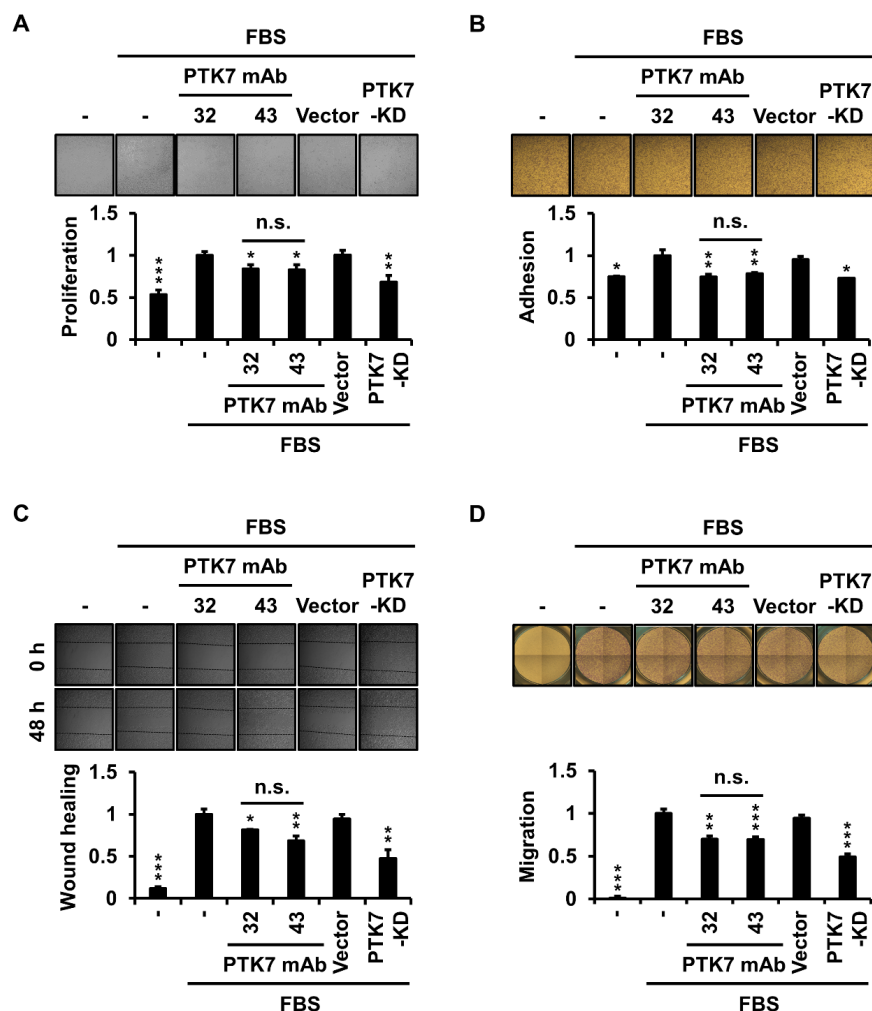 A
FBS
PTK7 mAb
PTK7
-KD
- - 32 43 Vector
1.5
1
0.5
0
Proliferation
n.s.
*** * * **
- - 32 43 Vector PTK7 -KD
PTK7 mAb
FBS
B
FBS
PTK7 mAb
PTK7
-KD
- - 32 43 Vector
1.5
1
0.5
0
Adhesion
n.s.
* ** ** *
- - 32 43 Vector PTK7 -KD
PTK7 mAb
FBS
C
FBS
PTK7 mAb
PTK7
-KD
- - 32 43 Vector
0 h
48 h
1.5
1
0.5
0
Wound healing
n.s.
*** * ** **
- - 32 43 Vector PTK7 -KD
PTK7 mAb
FBS
D
FBS
PTK7 mAb
PTK7
-KD
- - 32 43 Vector
1.5
1
0.5
0
Migration
n.s.
*** ** *** ***
- - 32 43 Vector PTK7 -KD
PTK7 mAb
FBS